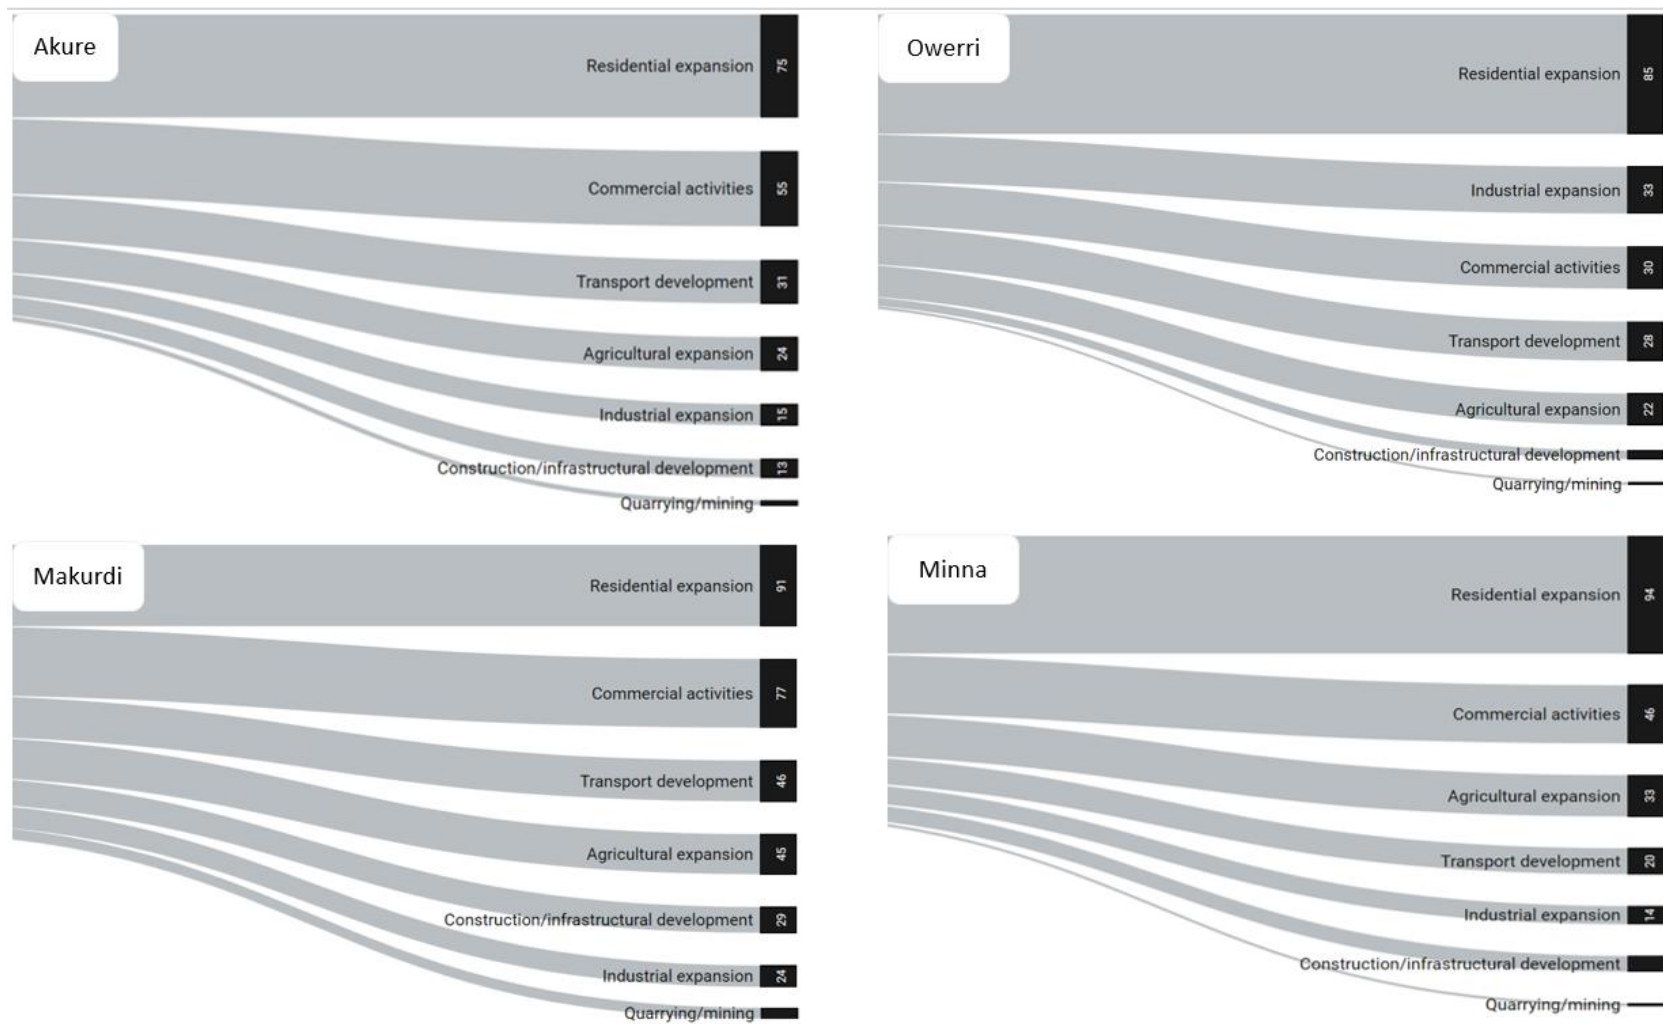 Akure
Residential expansion 75
Commercial activities 55
Transport development 31
Agricultural expansion 24
Industrial expansion 15
Construction/infrastructural development 13
Quarrying/mining
Owerri
Residential expansion 85
Industrial expansion 33
Commercial activities 30
Transport development 28
Agricultural expansion 22
Construction/infrastructural development
Quarrying/mining
Makurdi
Residential expansion 91
Commercial activities 77
Transport development 46
Agricultural expansion 45
Construction/infrastructural development 29
Industrial expansion 24
Quarrying/mining
Minna
Residential expansion 94
Commercial activities 46
Agricultural expansion 33
Transport development 20
Industrial expansion 14
Construction/infrastructural development
Quarrying/mining